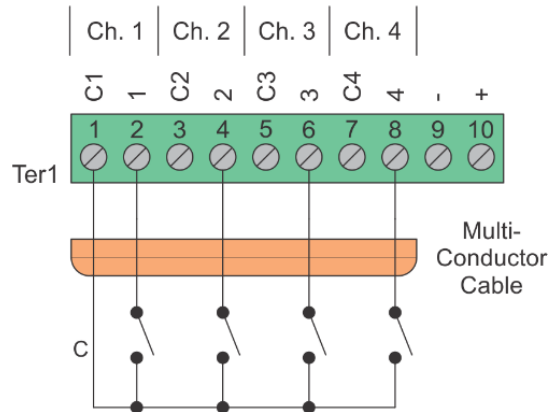 Ch. 1 Ch. 2 Ch. 3 Ch. 4
C1 1 C2 2 C3 3 C4 4 - +
1 2 3 4 5 6 7 8 9 10
Ter1
Multi-
Conductor
Cable
C